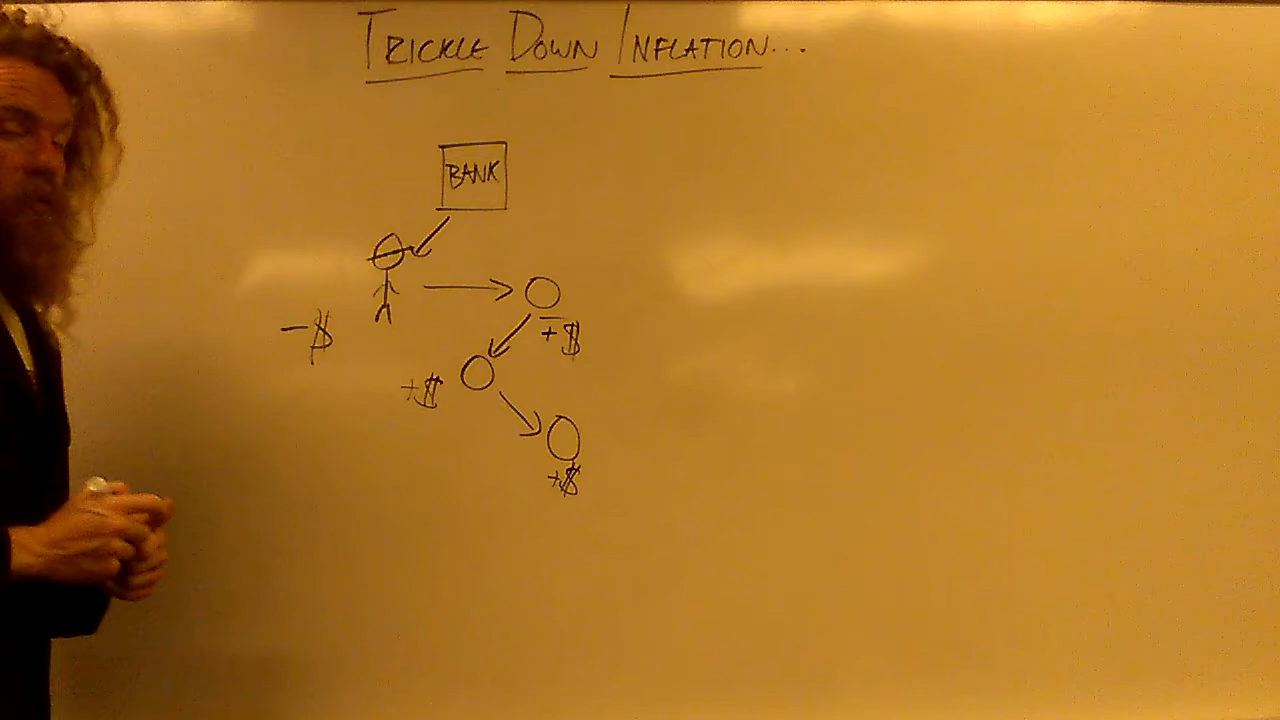 TRICKLE DOWN INFLATION...
BANK
-$
+$
+$
+$